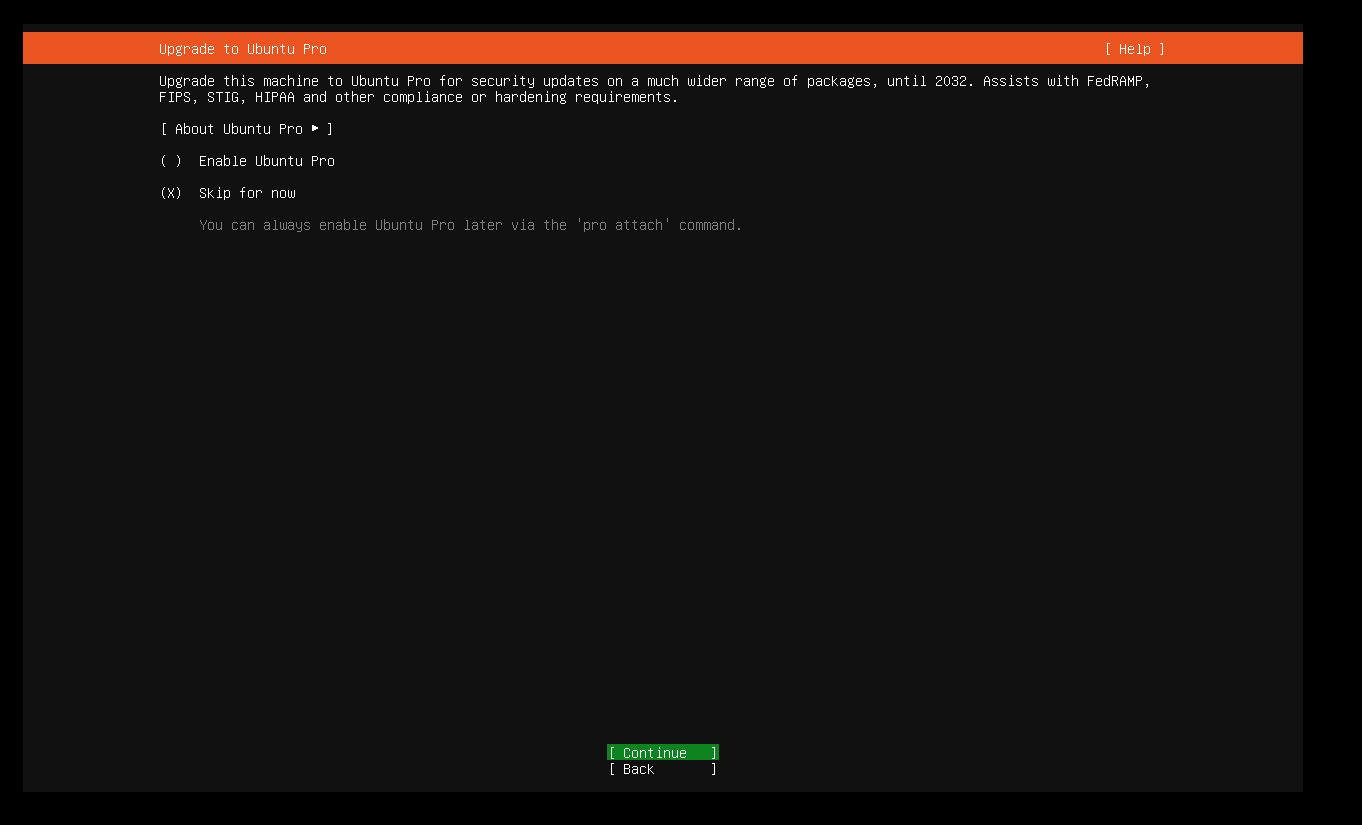 Upgrade to Ubuntu Pro [ Help ]
Upgrade this machine to Ubuntu Pro for security updates on a much wider range of packages, until 2032. Assists with FedRAMP,
FIPS, STIG, HIPAA and other compliance or hardening requirements.
[ About Ubuntu Pro ► ]
( ) Enable Ubuntu Pro
(X) Skip for now
You can always enable Ubuntu Pro later via the 'pro attach' command.
[ Continue ]
[ Back ]